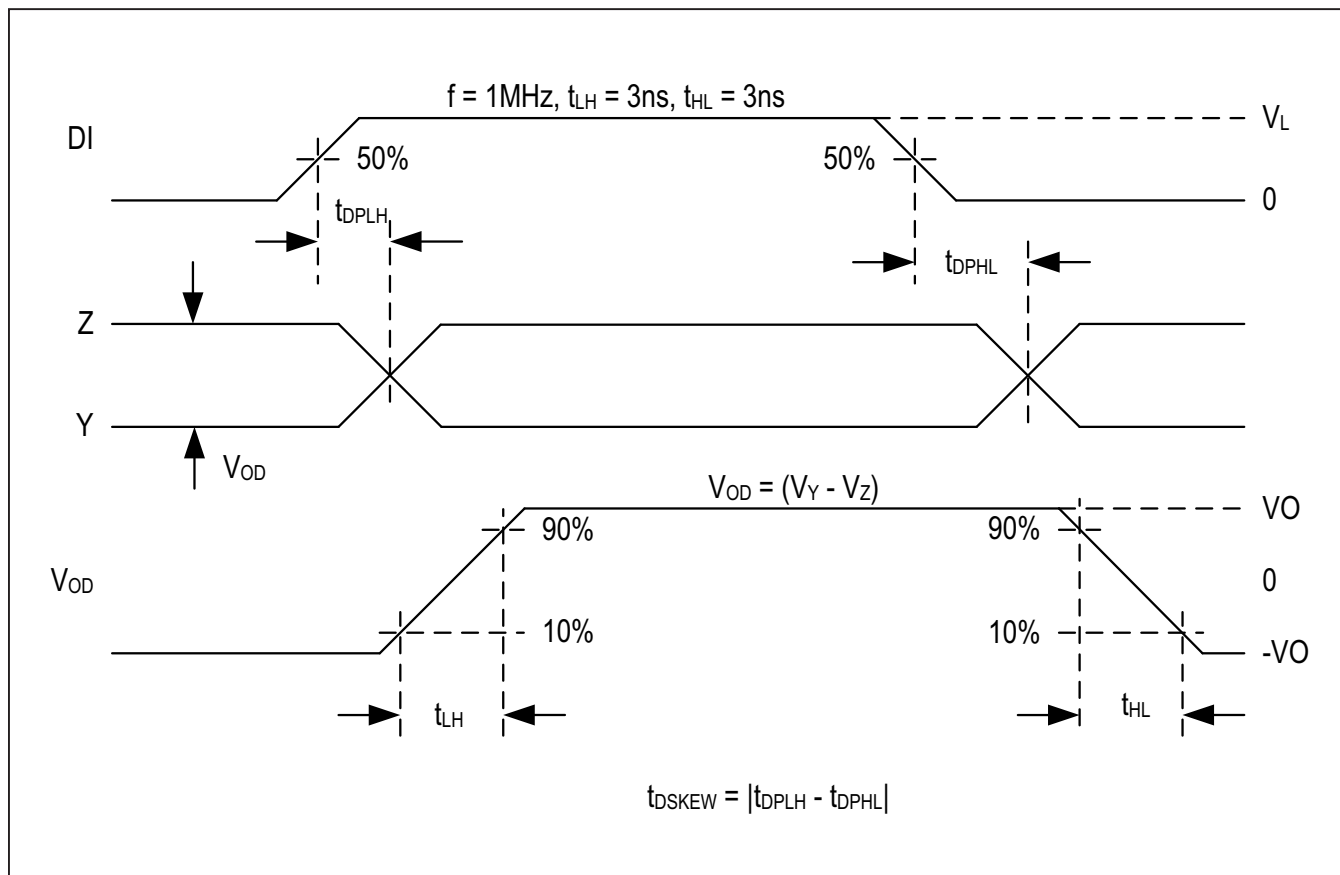 f = 1MHz, tLH = 3ns, tHL = 3ns
DI
VL
50%
50%
0
tDPLH
tDPHL
Z
Y
VOD
VOD = (VY - VZ)
VO
90%
90%
VOD
0
10%
10%
-VO
tLH
tHL
tDSKEW = |tDPLH - tDPHL|